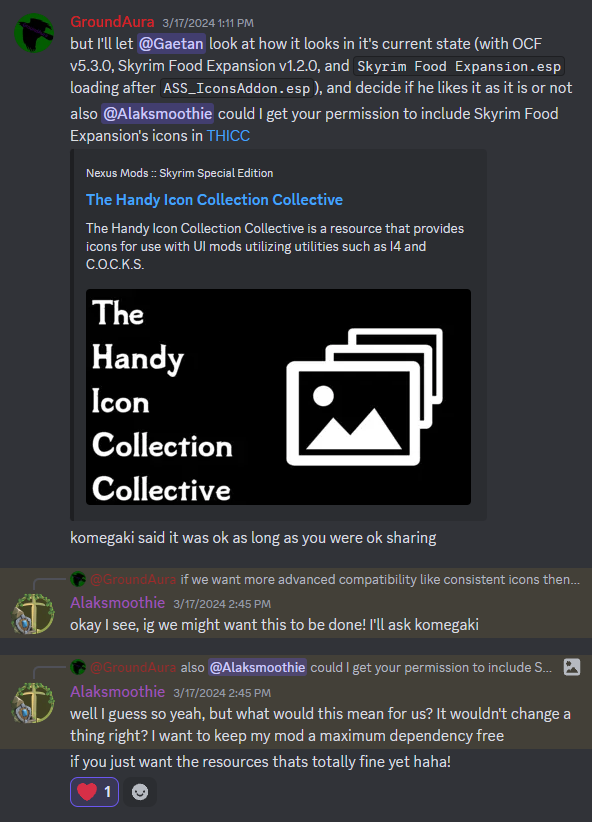 GroundAura 3/17/2024 1:11 PM
but I'll let @Gaetan look at how it looks in it's current state (with OCF
v5.3.0, Skyrim Food Expansion v1.2.0, and Skyrim Food Expansion.esp
loading after ASS_IconsAddon.esp), and decide if he likes it as it is or not
also @Alaksmoothie could I get your permission to include Skyrim Food
Expansion's icons in THICC
Nexus Mods :: Skyrim Special Edition
The Handy Icon Collection Collective
The Handy Icon Collection Collective is a resource that provides
icons for use with UI mods utilizing utilities such as I4 and
C.O.C.K.S.
The
Handy
Icon
Collection
Collective
komegaki said it was ok as long as you were ok sharing
@GroundAura if we want more advanced compatibility like consistent icons then...
Alaksmoothie 3/17/2024 2:45 PM
okay I see, ig we might want this to be done! I'll ask komegaki
@GroundAura also @Alaksmoothie could I get your permission to include S...
Alaksmoothie 3/17/2024 2:45 PM
well I guess so yeah, but what would this mean for us? It wouldn't change a
thing right? I want to keep my mod a maximum dependency free
if you just want the resources thats totally fine yet haha!
1